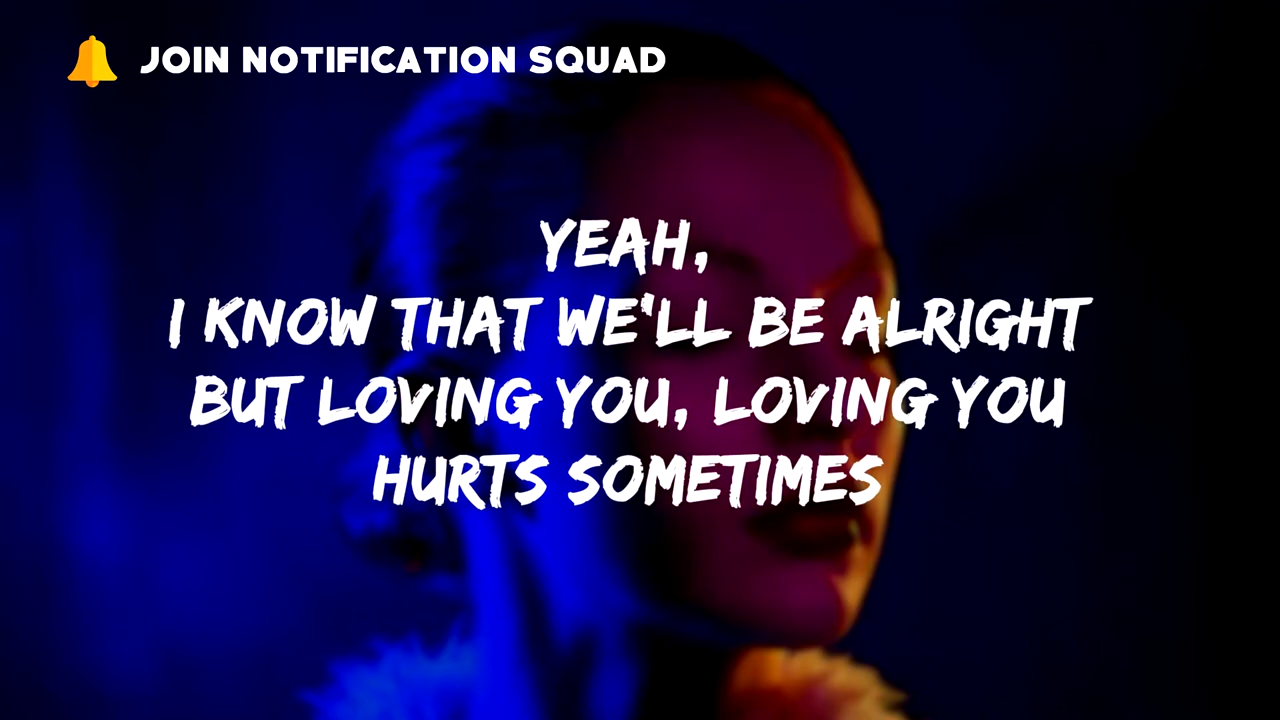 JOIN NOTIFICATION SQUAD
YEAH,
I KNOW THAT WE'LL BE ALRIGHT
BUT LOVING YOU, LOVING YOU
HURTS SOMETIMES